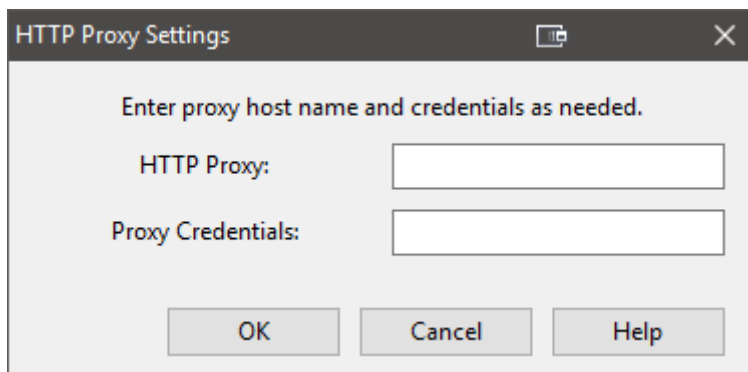 HTTP Proxy Settings
Enter proxy host name and credentials as needed.
HTTP Proxy:
Proxy Credentials:
OK Cancel Help